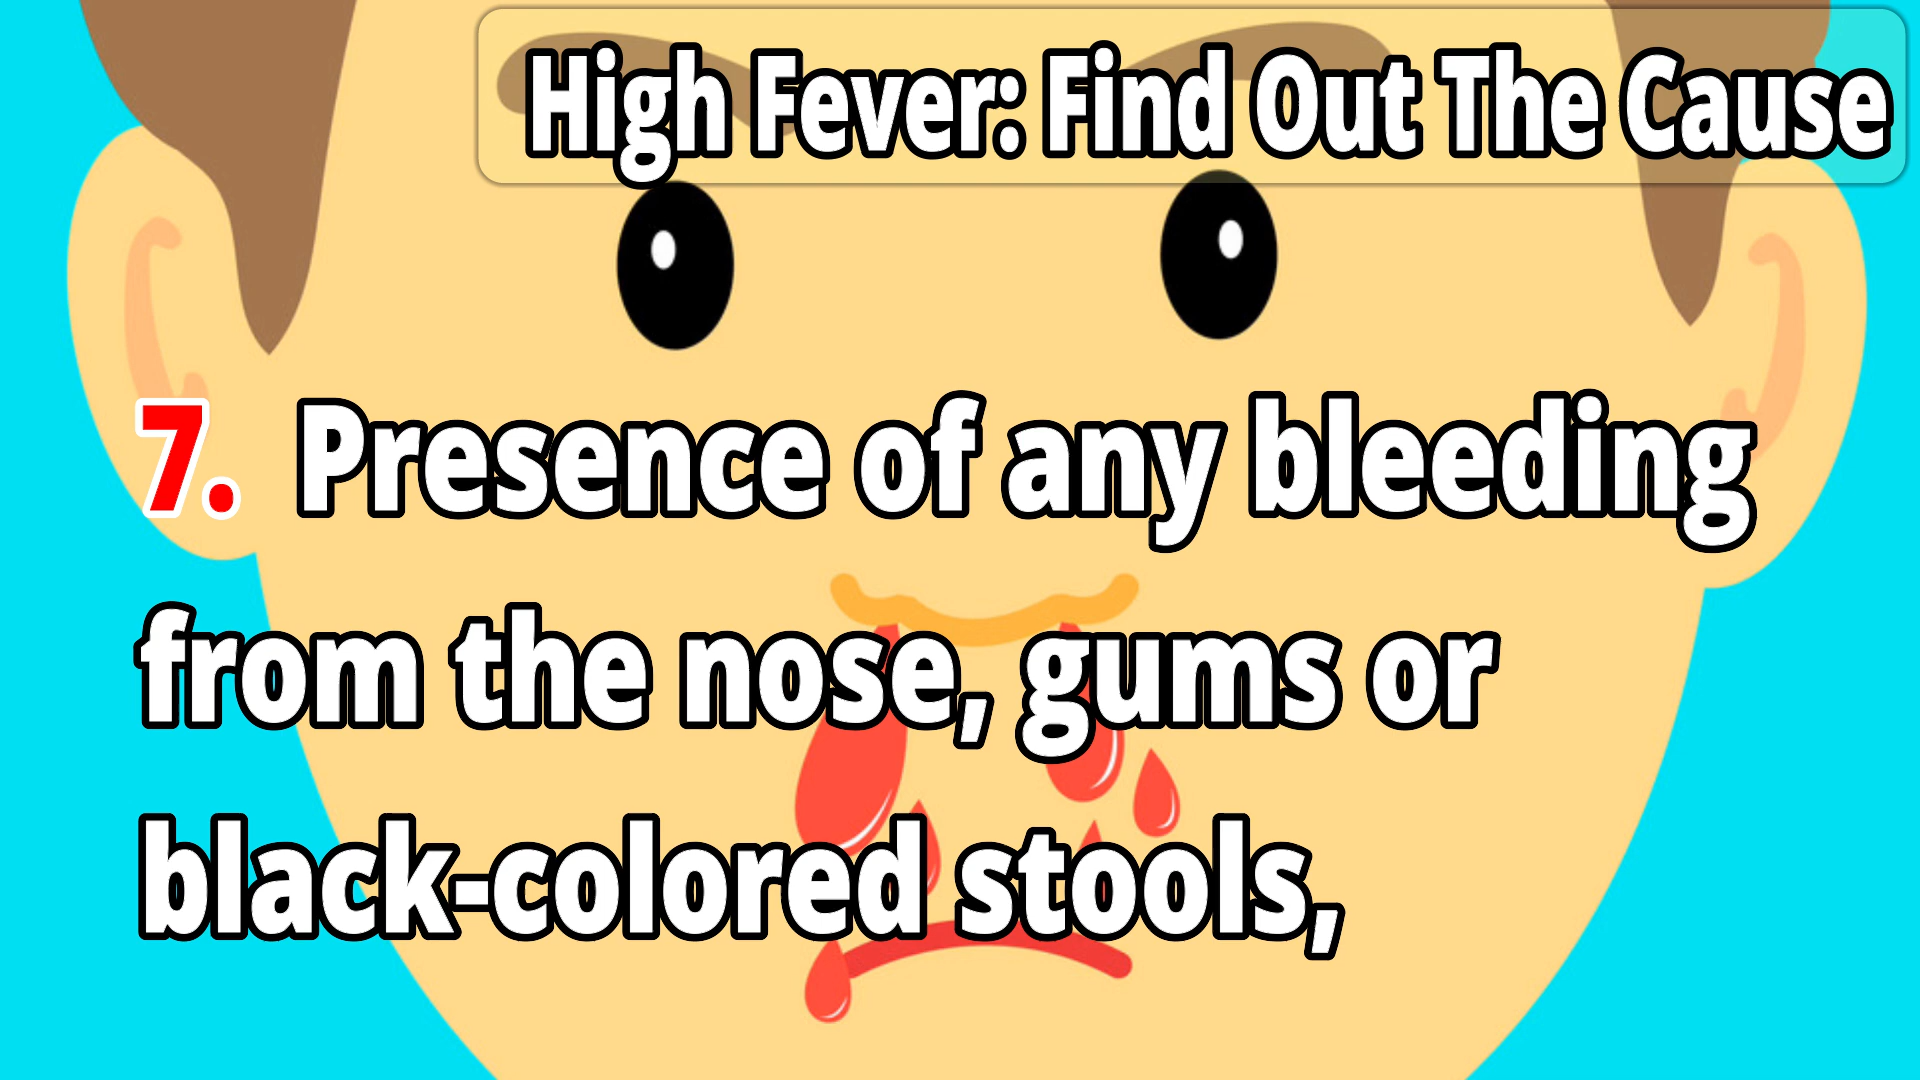 High Fever: Find Out The Cause
7. Presence of any bleeding
from the nose, gums or
black-colored stools,